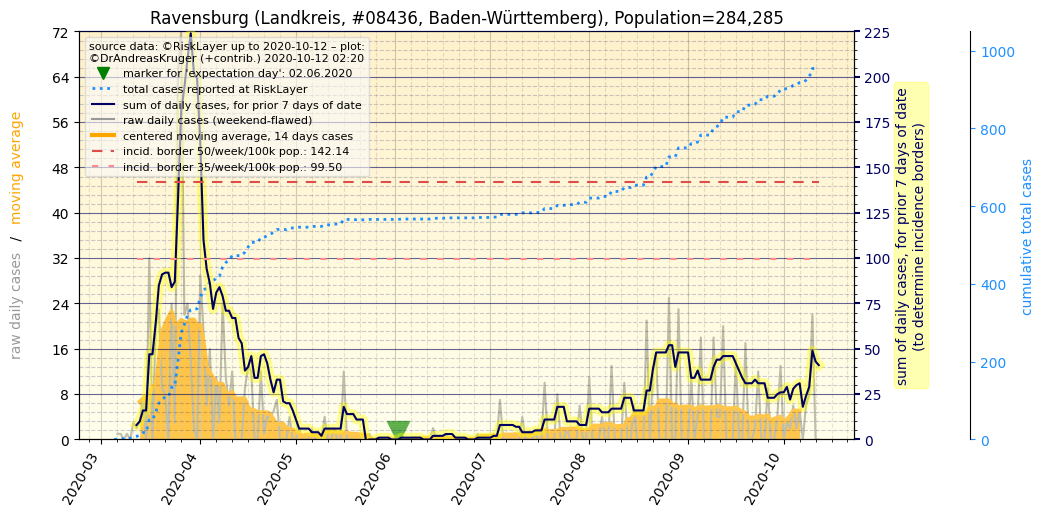 Ravensburg (Landkreis, #08436, Baden-Württemberg), Population=284,285
source data: ©RiskLayer up to 2020-10-12 – plot:
©DrAndreasKruger (+contrib.) 2020-10-12 02:20
marker for 'expectation day': 02.06.2020
total cases reported at RiskLayer
sum of daily cases, for prior 7 days of date
raw daily cases (weekend-flawed)
centered moving average, 14 days cases
incid. border 50/week/100k pop.: 142.14
incid. border 35/week/100k pop.: 99.50
raw daily cases / moving average
72
64
56
48
40
32
24
16
8
0
2020-03
2020-04
2020-05
2020-06
2020-07
2020-08
2020-09
2020-10
225
200
175
150
125
100
75
50
25
0
sum of daily cases, for prior 7 days of date
(to determine incidence borders)
1000
800
600
400
200
0
cumulative total cases